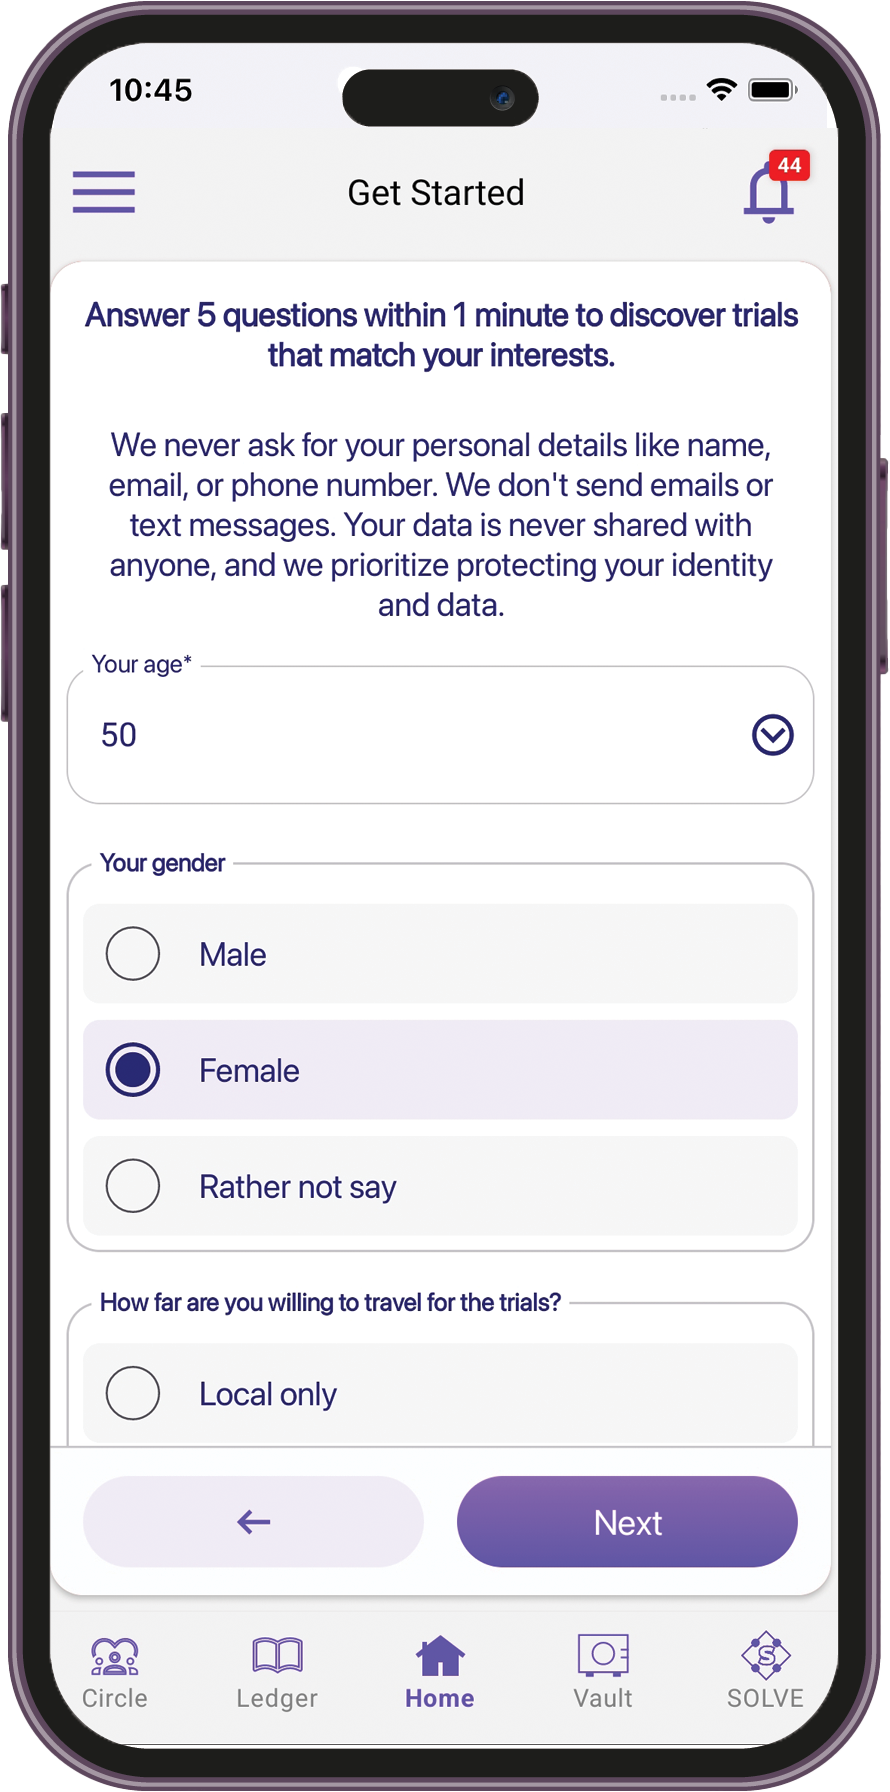 10:45
Get Started
44
Answer 5 questions within 1 minute to discover trials
that match your interests.
We never ask for your personal details like name,
email, or phone number. We don't send emails or
text messages. Your data is never shared with
anyone, and we prioritize protecting your identity
and data.
Your age*
50
Your gender
Male
Female
Rather not say
How far are you willing to travel for the trials?
Local only
Next
S
Circle
Ledger
Home
Vault
SOLVE